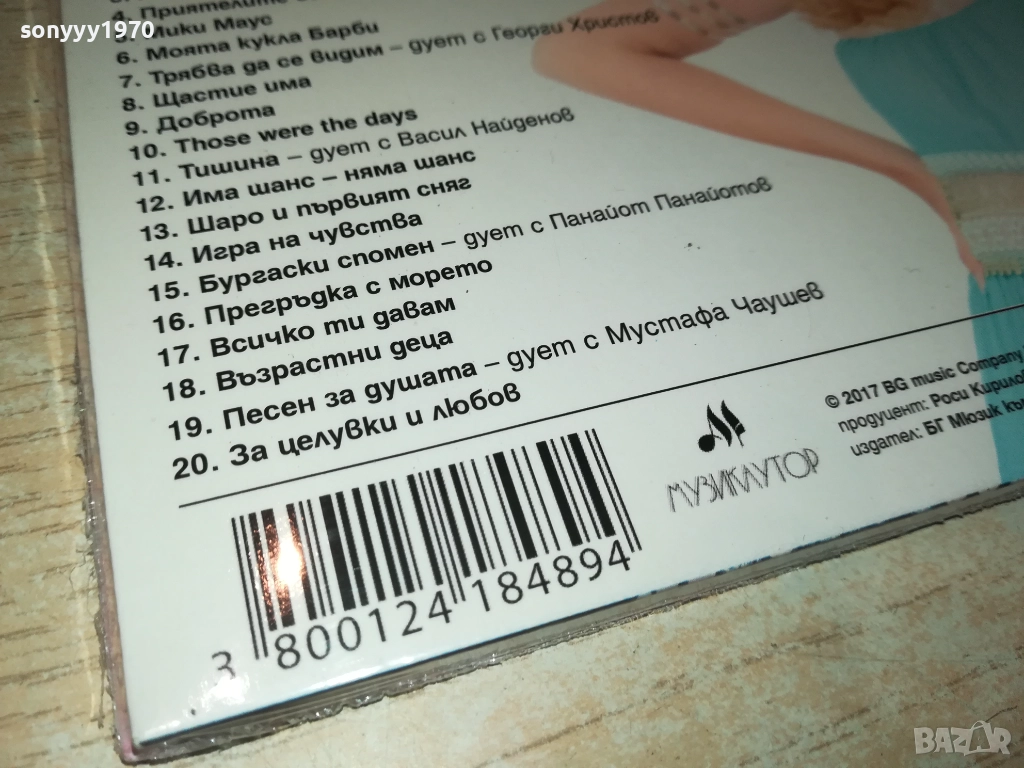 sonyyy1970
4. Приятелите
5. Мики Маус
6. Моята кукла Барби
7. Трябва да се видим – дует с Георги Христов
8. Щастие има
9. Доброта
10. Those were the days
11. Тишина – дует с Васил Найденов
12. Има шанс – няма шанс
13. Шаро и първият сняг
14. Игра на чувства
15. Бургаски спомен – дует с Панайот Панайотов
16. Прегръдка с морето
17. Всичко ти давам
18. Възрастни деца
19. Песен за душата – дует с Мустафа Чаушев
20. За целувки и любов
© 2017 BG music Company
продуцент: Роси Кирилов
издател: БГ Мюзик къ
МУЗИКАУТОР
3 800124 184894
BAZAR